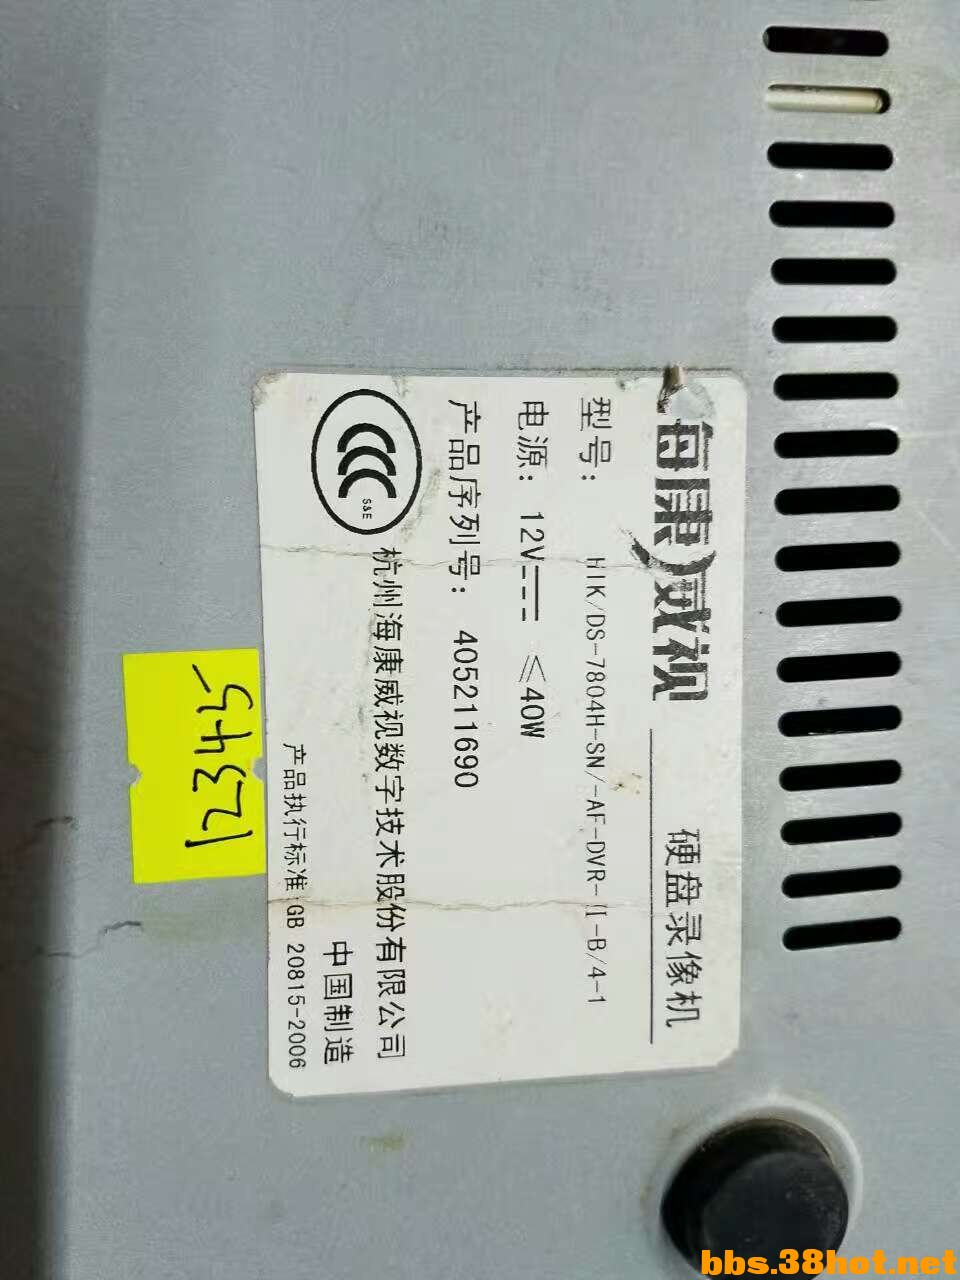 海康威视 硬盘录像机
型号: HIK/DS-7804H-SN/-AF-DVR-II-B/4-1
电源: 12V ⎓ ≤40W
产品序列号: 405211690
S&E
杭州海康威视数字技术股份有限公司
中国制造
产品执行标准:GB 20815-2006
12345
bbs.38hot.net